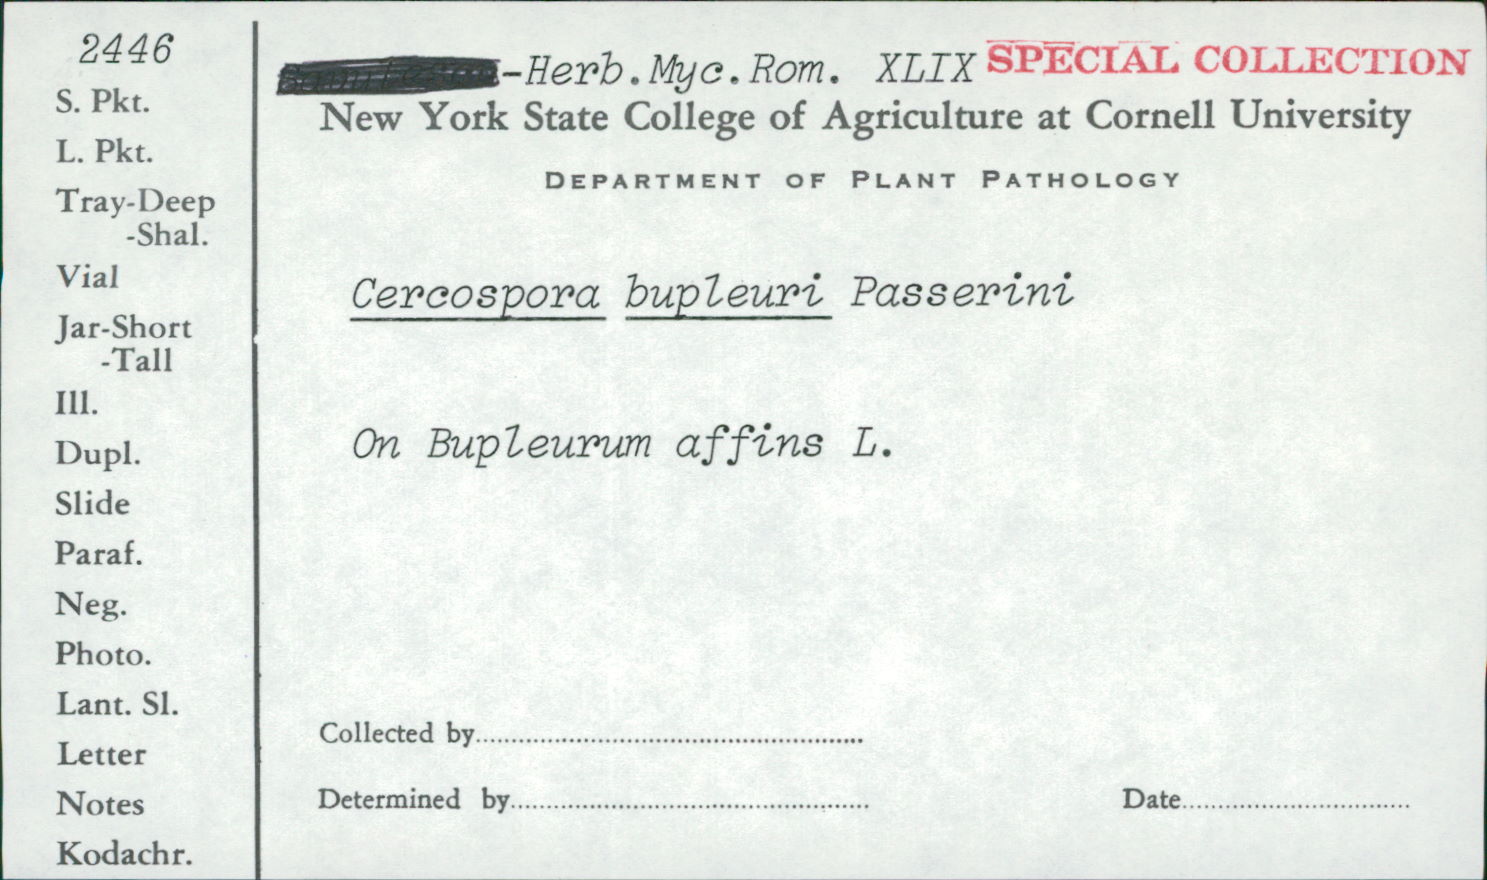 2446
S. Pkt.
L. Pkt.
Tray-Deep
-Shal.
Vial
Jar-Short
-Tall
Ill.
Dupl.
Slide
Paraf.
Neg.
Photo.
Lant. Sl.
Letter
Notes
Kodachr.
-Herb.Myc.Rom. XLIX SPECIAL COLLECTION
New York State College of Agriculture at Cornell University
DEPARTMENT OF PLANT PATHOLOGY
Cercospora bupleuri Passerini
On Bupleurum affins L.
Collected by
Determined by
Date